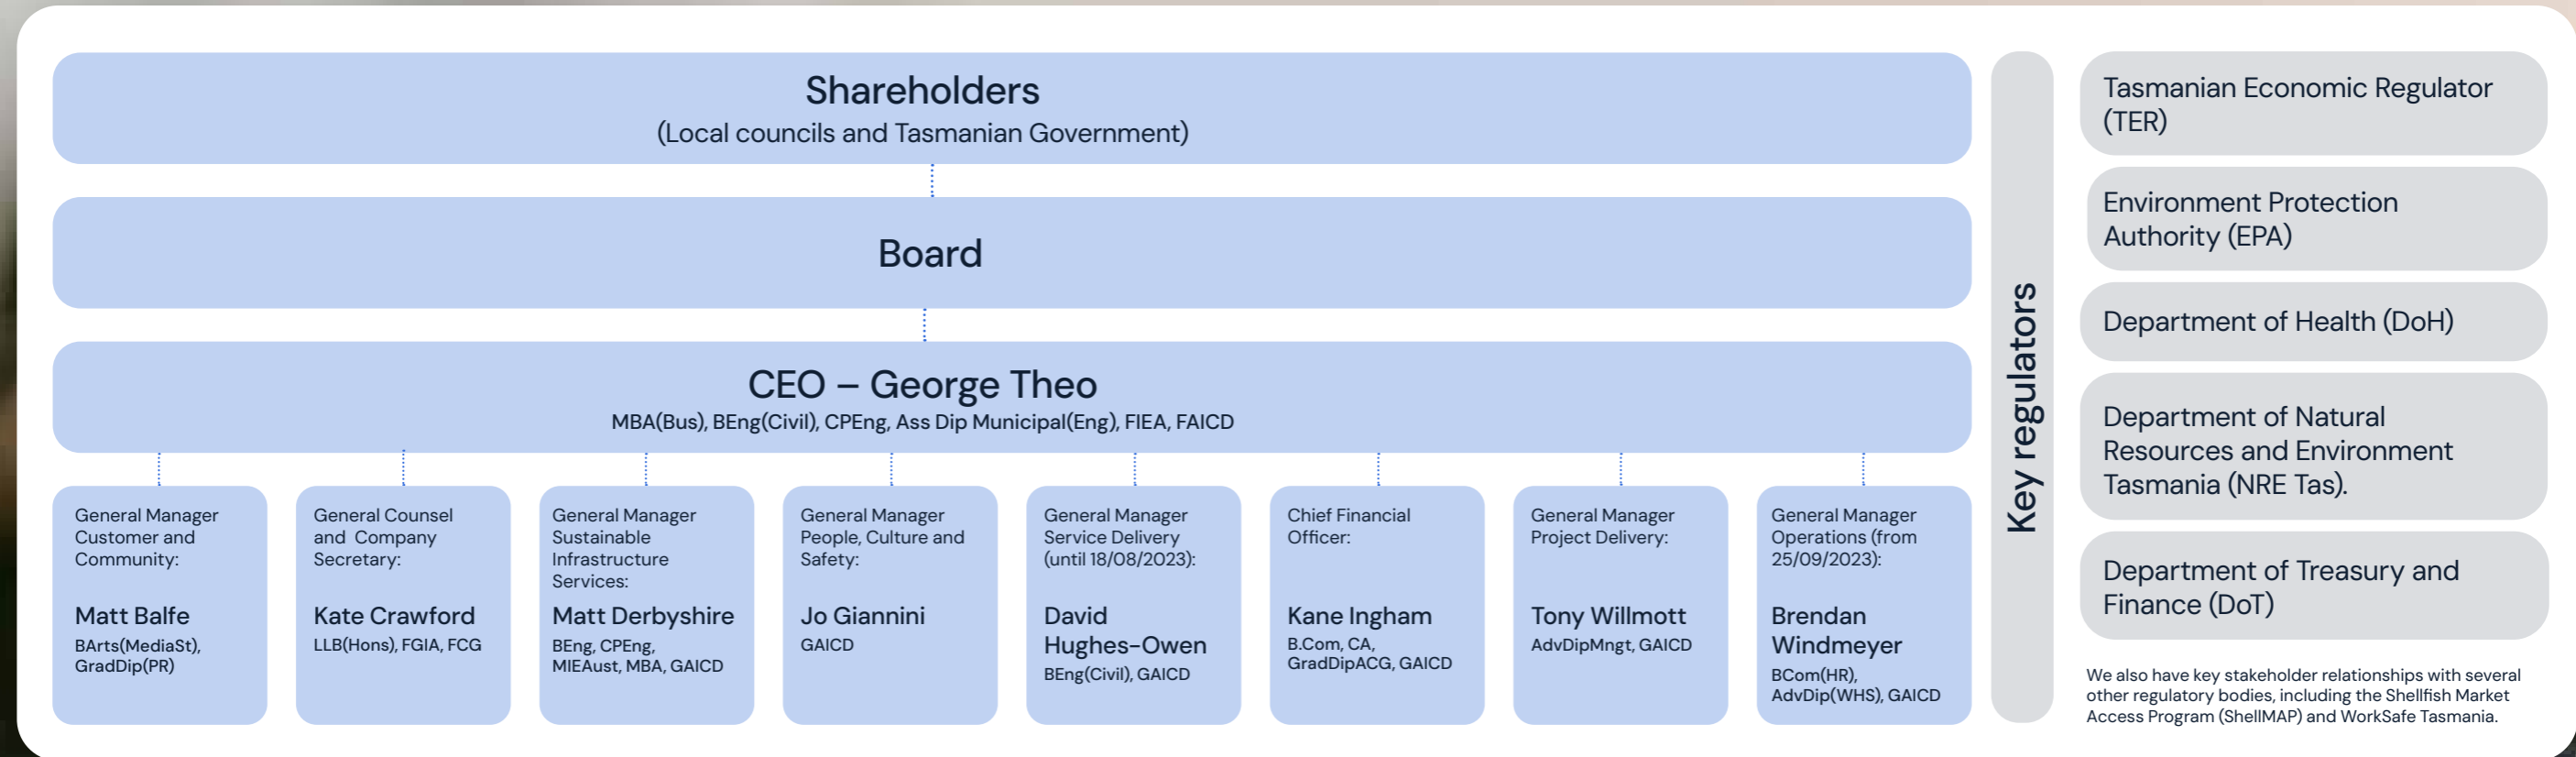 Shareholders
(Local councils and Tasmanian Government)
Board
CEO – George Theo
MBA(Bus), BEng(Civil), CPEng, Ass Dip Municipal(Eng), FIEA, FAICD
General Manager
Customer and
Community:
Matt Balfe
BArts(MediaSt),
GradDip(PR)
General Counsel
and Company
Secretary:
Kate Crawford
LLB(Hons), FGIA, FCG
General Manager
Sustainable
Infrastructure
Services:
Matt Derbyshire
BEng, CPEng,
MIEAust, MBA, GAICD
General Manager
People, Culture and
Safety:
Jo Giannini
GAICD
General Manager
Service Delivery
(until 18/08/2023):
David
Hughes-Owen
BEng(Civil), GAICD
Chief Financial
Officer:
Kane Ingham
B.Com, CA,
GradDipACG, GAICD
General Manager
Project Delivery:
Tony Willmott
AdvDipMngt, GAICD
General Manager
Operations (from
25/09/2023):
Brendan
Windmeyer
BCom(HR),
AdvDip(WHS), GAICD
Key regulators
Tasmanian Economic Regulator
(TER)
Environment Protection
Authority (EPA)
Department of Health (DoH)
Department of Natural
Resources and Environment
Tasmania (NRE Tas).
Department of Treasury and
Finance (DoT)
We also have key stakeholder relationships with several
other regulatory bodies, including the Shellfish Market
Access Program (ShellMAP) and WorkSafe Tasmania.